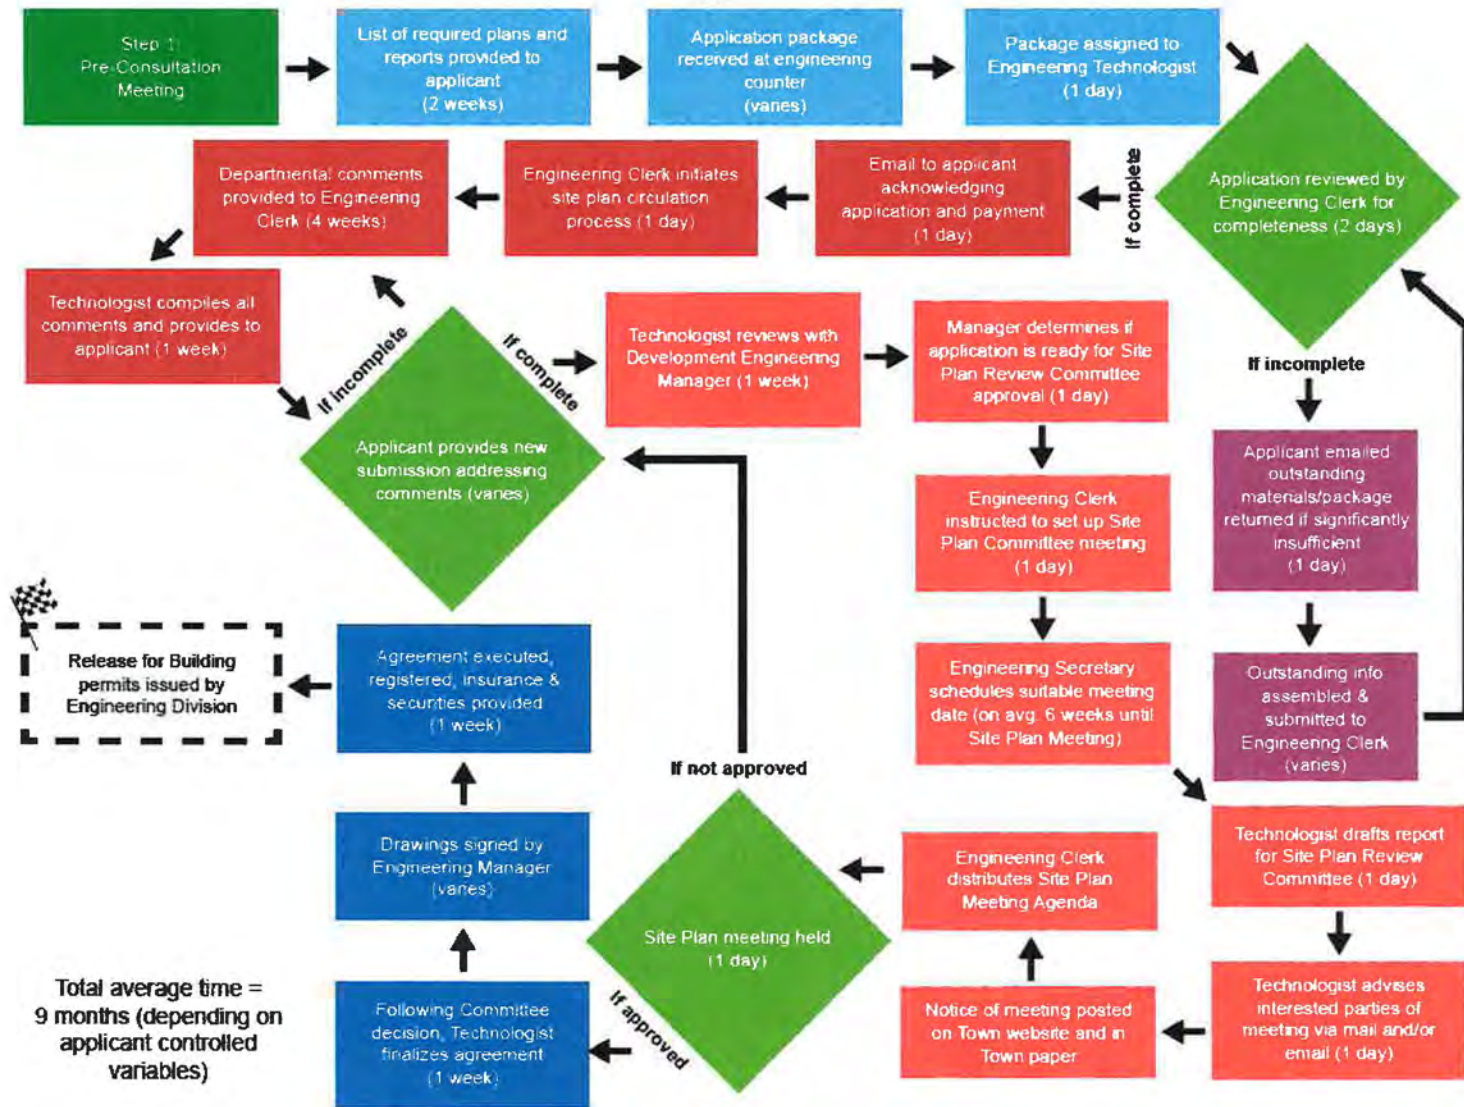 Step 1:
Pre-Consultation
Meeting
List of required plans and
reports provided to
applicant
(2 weeks)
Application package
received at engineering
counter
(varies)
Package assigned to
Engineering Technologist
(1 day)
Application reviewed by
Engineering Clerk for
completeness (2 days)
If complete
Email to applicant
acknowledging
application and payment
(1 day)
Engineering Clerk initiates
site plan circulation
process (1 day)
Departmental comments
provided to Engineering
Clerk (4 weeks)
Technologist compiles all
comments and provides to
applicant (1 week)
If incomplete
If complete
Applicant provides new
submission addressing
comments (varies)
Technologist reviews with
Development Engineering
Manager (1 week)
Manager determines if
application is ready for Site
Plan Review Committee
approval (1 day)
If incomplete
Applicant emailed
outstanding
materials/package
returned if significantly
insufficient
(1 day)
Outstanding info
assembled &
submitted to
Engineering Clerk
(varies)
Engineering Clerk
instructed to set up Site
Plan Committee meeting
(1 day)
Engineering Secretary
schedules suitable meeting
date (on avg. 6 weeks until
Site Plan Meeting)
Technologist drafts report
for Site Plan Review
Committee (1 day)
Technologist advises
interested parties of
meeting via mail and/or
email (1 day)
Notice of meeting posted
on Town website and in
Town paper
Engineering Clerk
distributes Site Plan
Meeting Agenda
Site Plan meeting held
(1 day)
If not approved
If approved
Following Committee
decision, Technologist
finalizes agreement
(1 week)
Drawings signed by
Engineering Manager
(varies)
Agreement executed,
registered, insurance &
securities provided
(1 week)
Release for Building
permits issued by
Engineering Division
Total average time =
9 months (depending on
applicant controlled
variables)